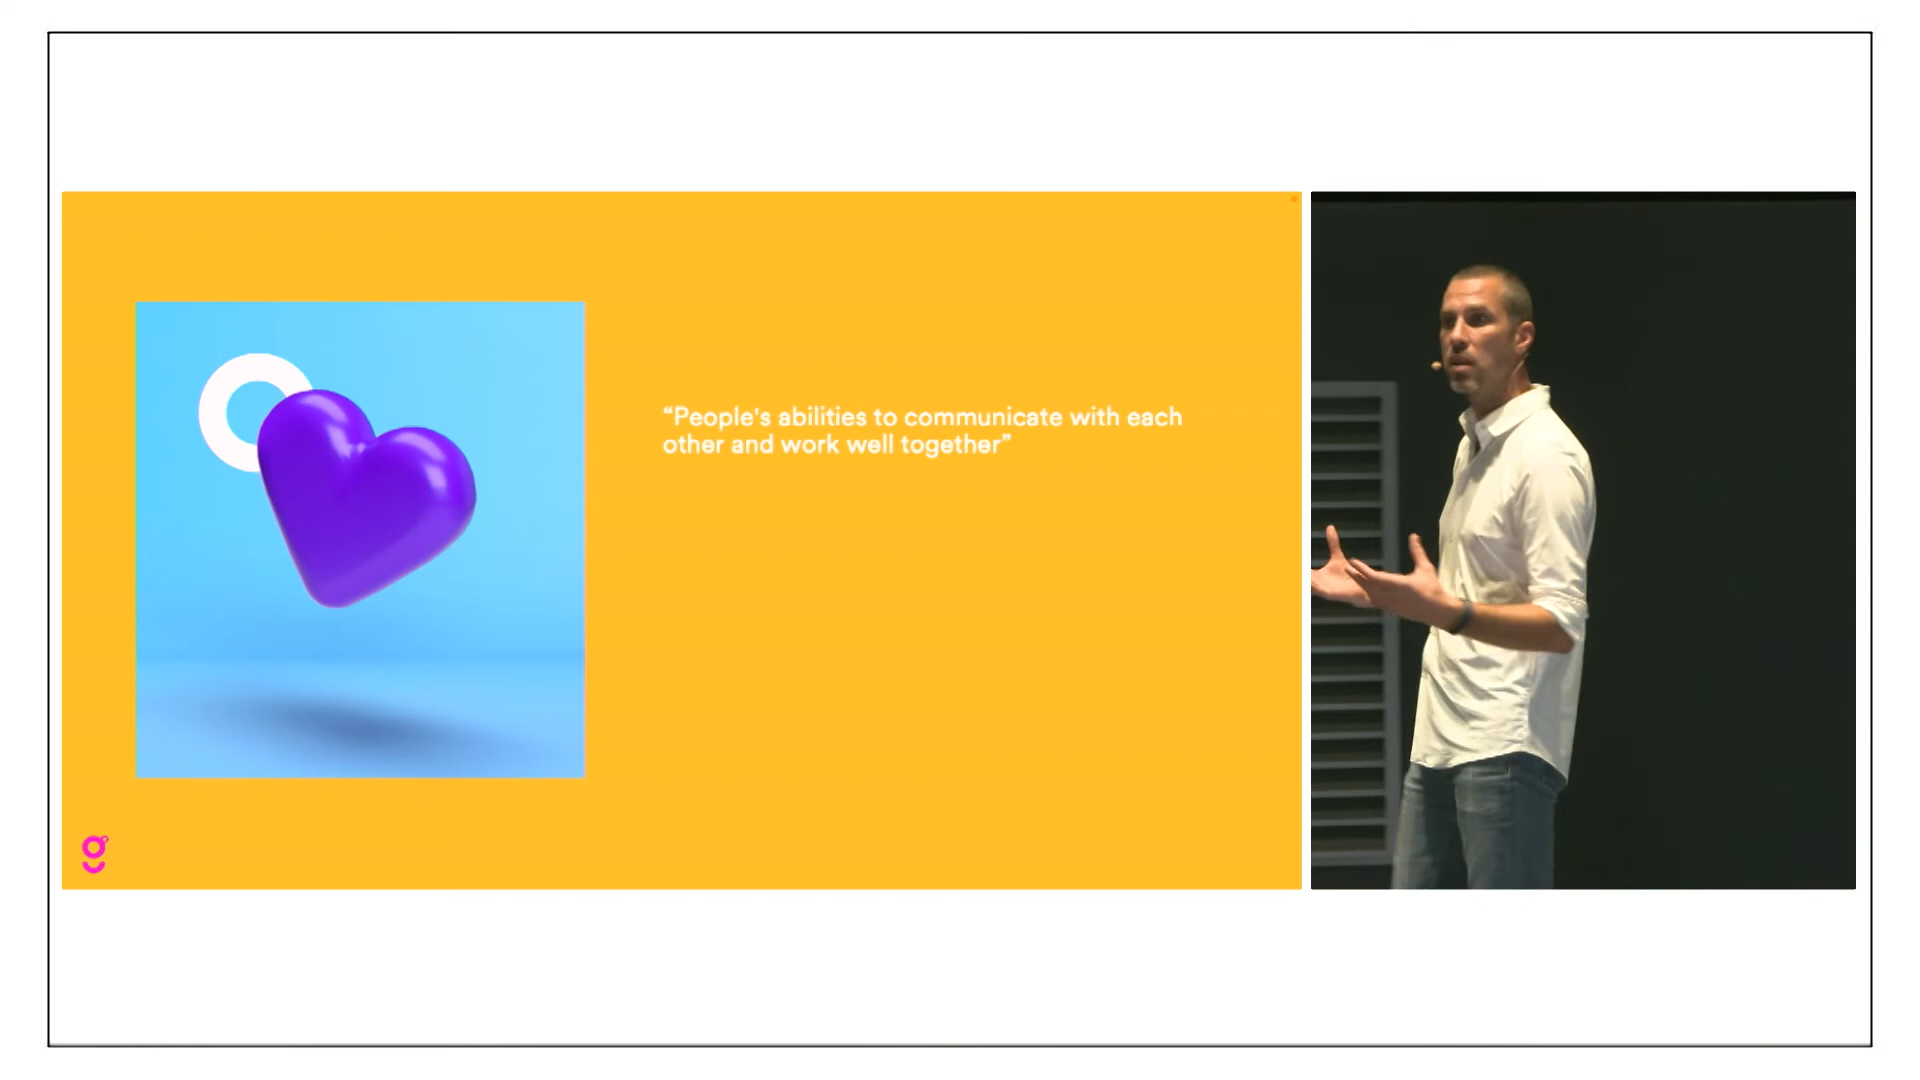 “People's abilities to communicate with each
other and work well together”